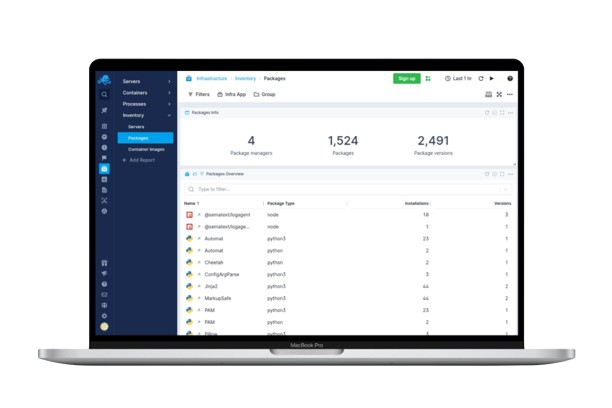 Servers
Containers
Processes
Inventory
Servers
Packages
Container Images
+ Add Report
Infrastructure > Inventory > Packages
Sign up
Last 1 hr
Filters Infra App Group
Packages Info
4 1,524 2,491
Package managers Packages Package versions
Packages Overview
Type to filter...
Name ↑ Package Type Installations Versions
@sematext/logagent node 18 3
@sematext/logage... node 1 1
Automat python3 23 1
Automat python 2 1
Cheetah python 2 1
ConfigArgParse python3 3 1
Jinja2 python3 44 2
MarkupSafe python3 44 2
PAM python3 23 1
PAM python 2 1
Pillow python3 3 1
MacBook Pro